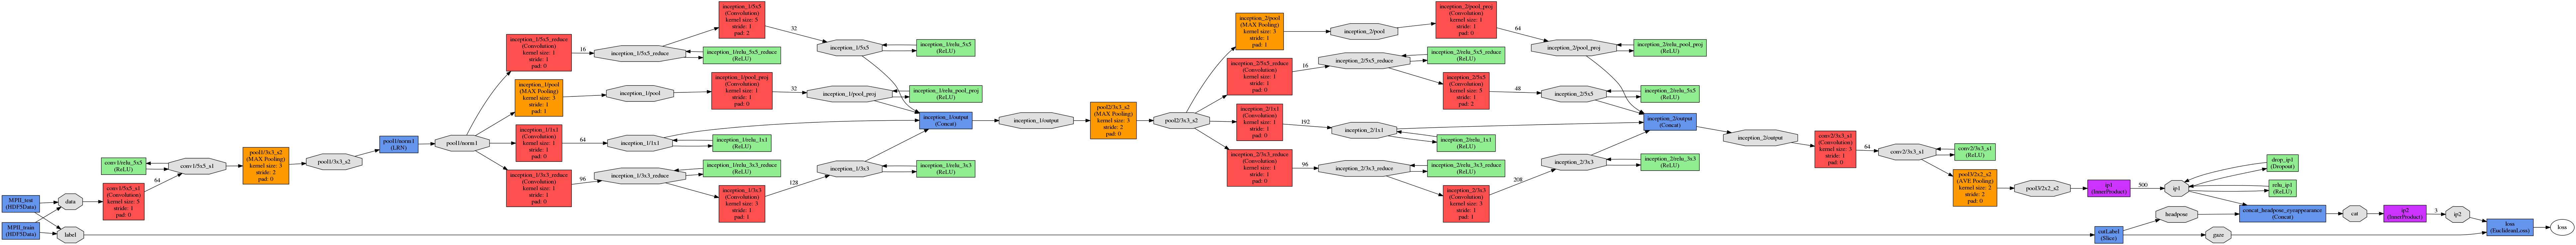 MPII_test
(HDF5Data)
MPII_train
(HDF5Data)
data
label
conv1/relu_5x5
(ReLU)
conv1/5x5_s1
(Convolution)
kernel size: 5
stride: 1
pad: 0
64
conv1/5x5_s1
pool1/3x3_s2
(MAX Pooling)
kernel size: 3
stride: 2
pad: 0
pool1/3x3_s2
pool1/norm1
(LRN)
pool1/norm1
inception_1/5x5_reduce
(Convolution)
kernel size: 1
stride: 1
pad: 0
16
inception_1/5x5_reduce
inception_1/5x5
(Convolution)
kernel size: 5
stride: 1
pad: 2
32
inception_1/relu_5x5_reduce
(ReLU)
inception_1/5x5
inception_1/relu_5x5
(ReLU)
inception_1/pool
(MAX Pooling)
kernel size: 3
stride: 1
pad: 1
inception_1/pool
inception_1/pool_proj
(Convolution)
kernel size: 1
stride: 1
pad: 0
32
inception_1/pool_proj
inception_1/relu_pool_proj
(ReLU)
inception_1/1x1
(Convolution)
kernel size: 1
stride: 1
pad: 0
64
inception_1/1x1
inception_1/relu_1x1
(ReLU)
inception_1/3x3_reduce
(Convolution)
kernel size: 1
stride: 1
pad: 0
96
inception_1/3x3_reduce
inception_1/relu_3x3_reduce
(ReLU)
inception_1/3x3
(Convolution)
kernel size: 3
stride: 1
pad: 1
128
inception_1/3x3
inception_1/relu_3x3
(ReLU)
inception_1/output
(Concat)
inception_1/output
pool2/3x3_s2
(MAX Pooling)
kernel size: 3
stride: 2
pad: 0
pool2/3x3_s2
inception_2/pool
(MAX Pooling)
kernel size: 3
stride: 1
pad: 1
inception_2/pool
inception_2/pool_proj
(Convolution)
kernel size: 1
stride: 1
pad: 0
64
inception_2/pool_proj
inception_2/relu_pool_proj
(ReLU)
inception_2/5x5_reduce
(Convolution)
kernel size: 1
stride: 1
pad: 0
16
inception_2/5x5_reduce
inception_2/relu_5x5_reduce
(ReLU)
inception_2/5x5
(Convolution)
kernel size: 5
stride: 1
pad: 2
48
inception_2/5x5
inception_2/relu_5x5
(ReLU)
inception_2/1x1
(Convolution)
kernel size: 1
stride: 1
pad: 0
192
inception_2/1x1
inception_2/relu_1x1
(ReLU)
inception_2/3x3_reduce
(Convolution)
kernel size: 1
stride: 1
pad: 0
96
inception_2/3x3_reduce
inception_2/relu_3x3_reduce
(ReLU)
inception_2/3x3
(Convolution)
kernel size: 3
stride: 1
pad: 1
208
inception_2/3x3
inception_2/relu_3x3
(ReLU)
inception_2/output
(Concat)
inception_2/output
conv2/3x3_s1
(Convolution)
kernel size: 3
stride: 1
pad: 0
64
conv2/3x3_s1
conv2/3x3_s1
(ReLU)
pool3/2x2_s2
(AVE Pooling)
kernel size: 2
stride: 2
pad: 0
pool3/2x2_s2
ip1
(InnerProduct)
500
ip1
drop_ip1
(Dropout)
relu_ip1
(ReLU)
cutLabel
(Slice)
headpose
gaze
concat_headpose_eyeappearance
(Concat)
cat
ip2
(InnerProduct)
3
ip2
loss
(EuclideanLoss)
loss